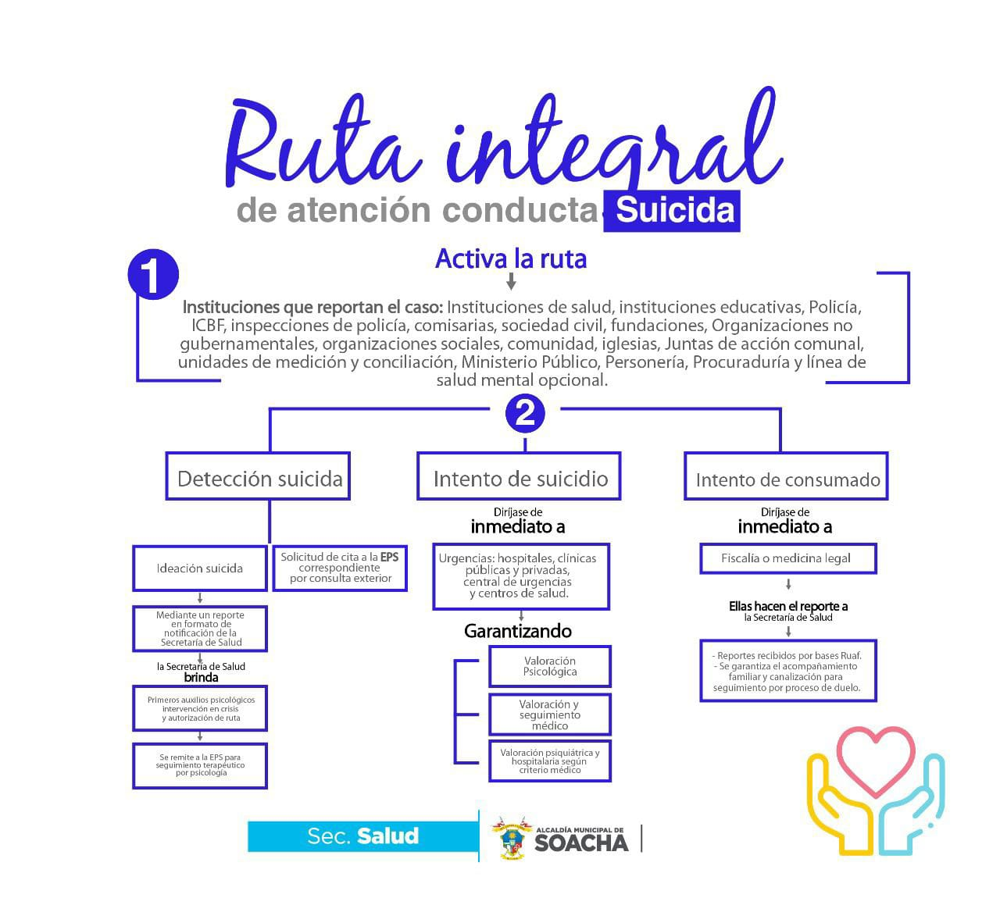 Ruta integral
de atención conducta Suicida
Activa la ruta
1
Instituciones que reportan el caso: Instituciones de salud, instituciones educativas, Policía,
ICBF, inspecciones de policía, comisarias, sociedad civil, fundaciones, Organizaciones no
gubernamentales, organizaciones sociales, comunidad, iglesias, Juntas de acción comunal,
unidades de medición y conciliación, Ministerio Público, Personería, Procuraduría y línea de
salud mental opcional.
2
Detección suicida
Ideación suicida
Solicitud de cita a la EPS
correspondiente
por consulta exterior
Mediante un reporte
en formato de
notificación de la
Secretaría de Salud
la Secretaria de Salud
brinda
Primeros auxilios psicológicos
intervención en crisis
y autorización de ruta
Se remite a la EPS para
seguimiento terapéutico
por psicología
Intento de suicidio
Diríjase de
inmediato a
Urgencias: hospitales, clínicas
públicas y privadas,
central de urgencias
y centros de salud.
Garantizando
Valoración
Psicológica
Valoración y
seguimiento
médico
Valoración psiquiátrica y
hospitalaria según
criterio médico
Intento de consumado
Diríjase de
inmediato a
Fiscalía o medicina legal
Ellas hacen el reporte a
la Secretaría de Salud
- Reportes recibidos por bases Ruaf.
- Se garantiza el acompañamiento
familiar y canalización para
seguimiento por proceso de duelo.
Sec. Salud
ALCALDÍA MUNICIPAL DE
SOACHA